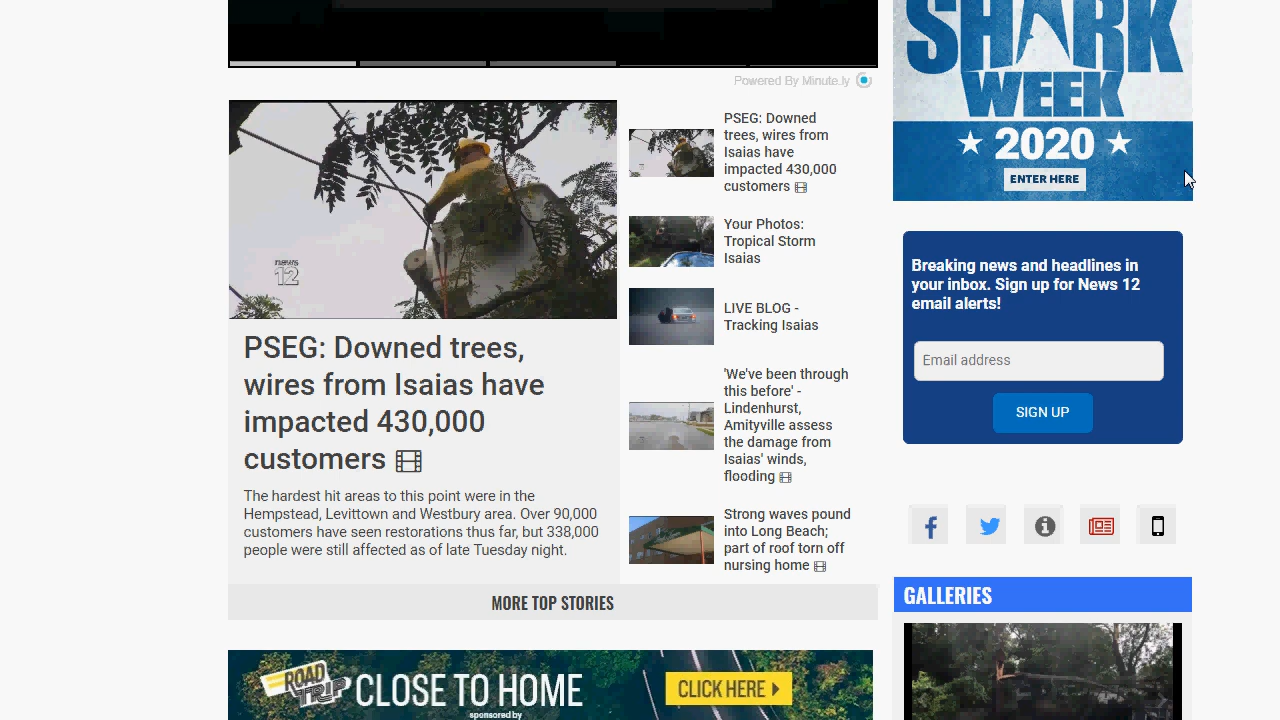 SHARK
WEEK
2020
ENTER HERE
Powered By Minute.ly
news
12
PSEG: Downed trees,
wires from Isaias have
impacted 430,000
customers
The hardest hit areas to this point were in the
Hempstead, Levittown and Westbury area. Over 90,000
customers have seen restorations thus far, but 338,000
people were still affected as of late Tuesday night.
PSEG: Downed
trees, wires from
Isaias have
impacted 430,000
customers
Your Photos:
Tropical Storm
Isaias
LIVE BLOG -
Tracking Isaias
'We've been through
this before' -
Lindenhurst,
Amityville assess
the damage from
Isaias' winds,
flooding
Strong waves pound
into Long Beach;
part of roof torn off
nursing home
MORE TOP STORIES
ROAD
TRIP
CLOSE TO HOME
sponsored by
CLICK HERE
Breaking news and headlines in
your inbox. Sign up for News 12
email alerts!
Email address
SIGN UP
GALLERIES